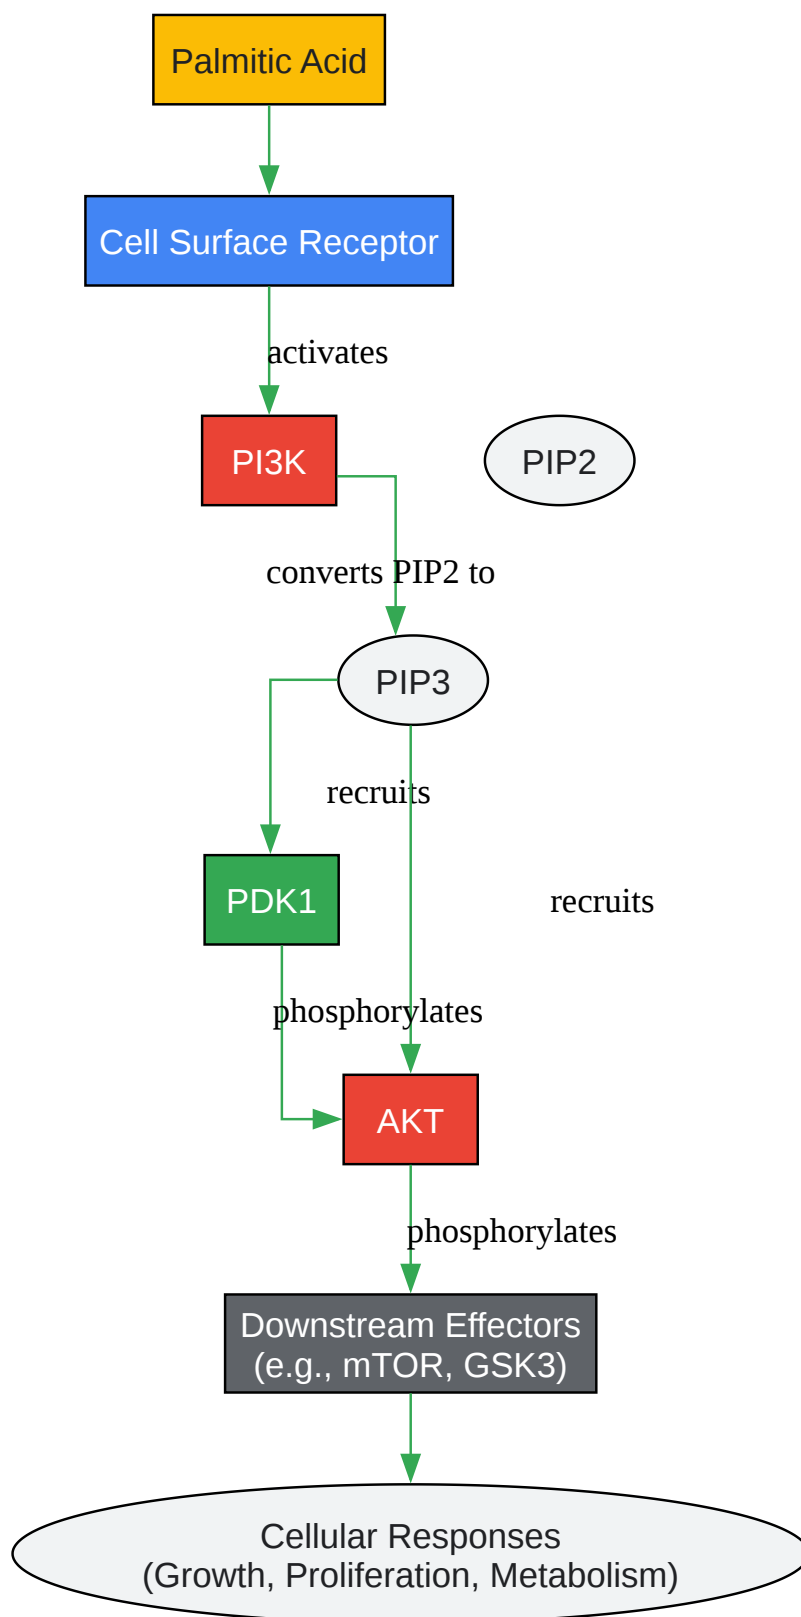 Palmitic Acid
Cell Surface Receptor
activates
PI3K
PIP2
converts PIP2 to
PIP3
recruits
PDK1
recruits
phosphorylates
AKT
phosphorylates
Downstream Effectors
(e.g., mTOR, GSK3)
Cellular Responses
(Growth, Proliferation, Metabolism)